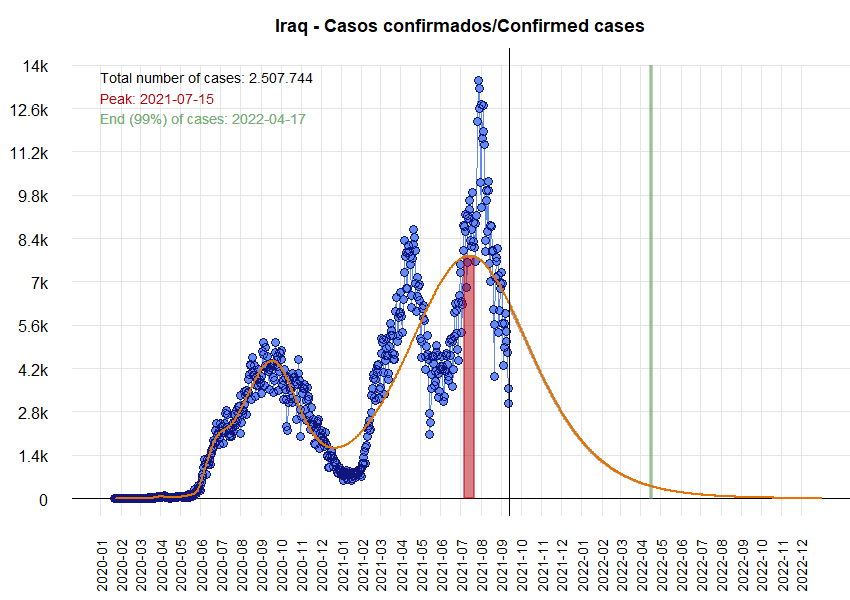 Iraq - Casos confirmados/Confirmed cases
14k
12.6k
11.2k
9.8k
8.4k
7k
5.6k
4.2k
2.8k
1.4k
0
Total number of cases: 2.507.744
Peak: 2021-07-15
End (99%) of cases: 2022-04-17
2020-01
2020-02
2020-03
2020-04
2020-05
2020-06
2020-07
2020-08
2020-09
2020-10
2020-11
2020-12
2021-01
2021-02
2021-03
2021-04
2021-05
2021-06
2021-07
2021-08
2021-09
2021-10
2021-11
2021-12
2022-01
2022-02
2022-03
2022-04
2022-05
2022-06
2022-07
2022-08
2022-09
2022-10
2022-11
2022-12